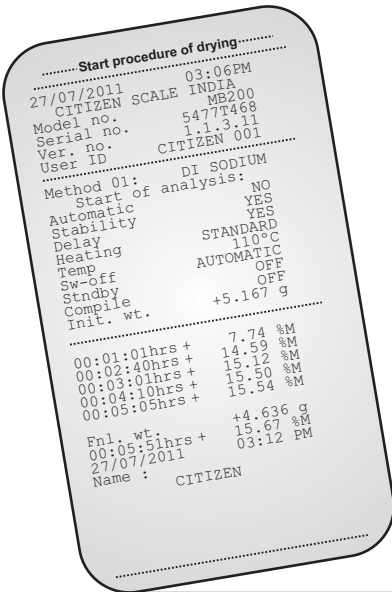 Start procedure of drying
27/07/2011 03:06PM
CITIZEN SCALE INDIA
Model no. MB200
Serial no. 5477T468
Ver. no. 1.1.3.11
User ID CITIZEN 001
Method 01: DI SODIUM
Start of analysis:
Automatic NO
Stability YES
Delay YES
Heating STANDARD
Temp 110°C
Sw-off AUTOMATIC
Stndby OFF
Compile OFF
Init. wt. +5.167 g
00:01:01hrs + 7.74 %M
00:02:40hrs + 14.59 %M
00:03:01hrs + 15.12 %M
00:04:10hrs + 15.50 %M
00:05:05hrs + 15.54 %M
Fnl. wt. +4.636 g
00:05:51hrs + 15.67 %M
27/07/2011 03:12 PM
Name : CITIZEN